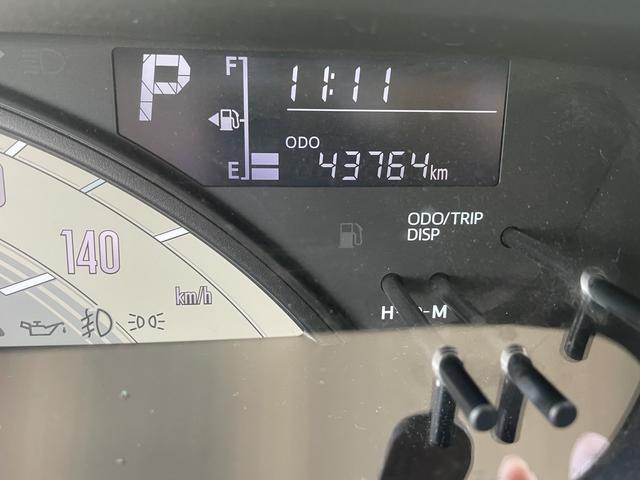 P
F
11:11
ODO
E
43764km
ODO/TRIP
DISP
140
km/h
H
M